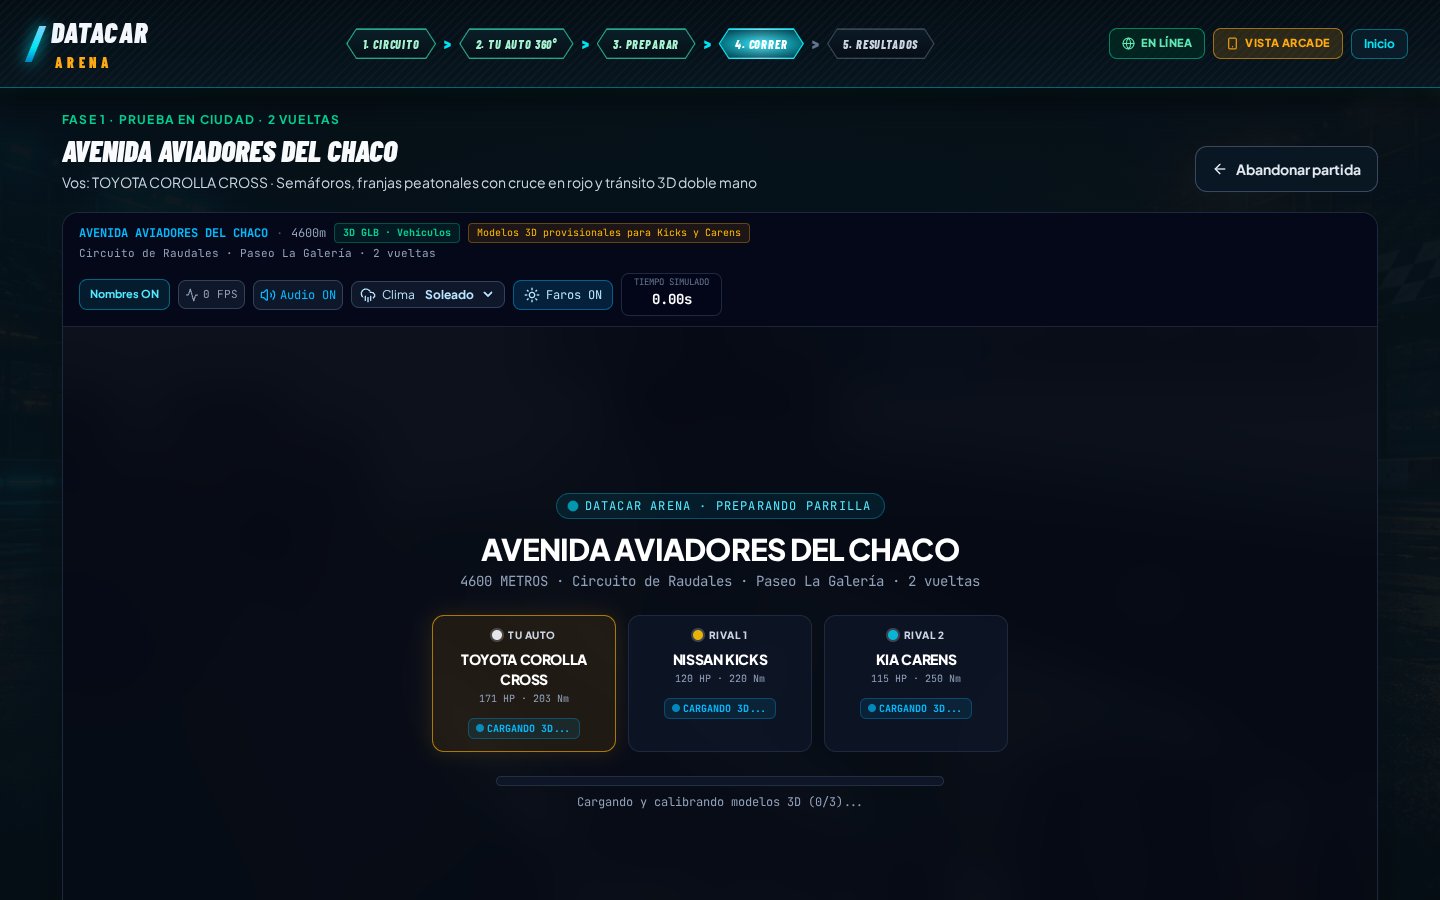 DATACAR
ARENA
1. CIRCUITO > 2. TU AUTO 360° > 3. PREPARAR > 4. CORRER > 5. RESULTADOS
EN LÍNEA
VISTA ARCADE
Inicio
FASE 1 · PRUEBA EN CIUDAD · 2 VUELTAS
AVENIDA AVIADORES DEL CHACO
Vos: TOYOTA COROLLA CROSS · Semáforos, franjas peatonales con cruce en rojo y tránsito 3D doble mano
← Abandonar partida
AVENIDA AVIADORES DEL CHACO · 4600m 3D GLB · Vehículos Modelos 3D provisionales para Kicks y Carens
Circuito de Raudales · Paseo La Galería · 2 vueltas
Nombres ON 0 FPS Audio ON Clima Soleado Faros ON
TIEMPO SIMULADO
0.00s
DATACAR ARENA · PREPARANDO PARRILLA
AVENIDA AVIADORES DEL CHACO
4600 METROS · Circuito de Raudales · Paseo La Galería · 2 vueltas
TU AUTO
TOYOTA COROLLA
CROSS
171 HP · 203 Nm
CARGANDO 3D...
RIVAL 1
NISSAN KICKS
120 HP · 220 Nm
CARGANDO 3D...
RIVAL 2
KIA CARENS
115 HP · 250 Nm
CARGANDO 3D...
Cargando y calibrando modelos 3D (0/3)...